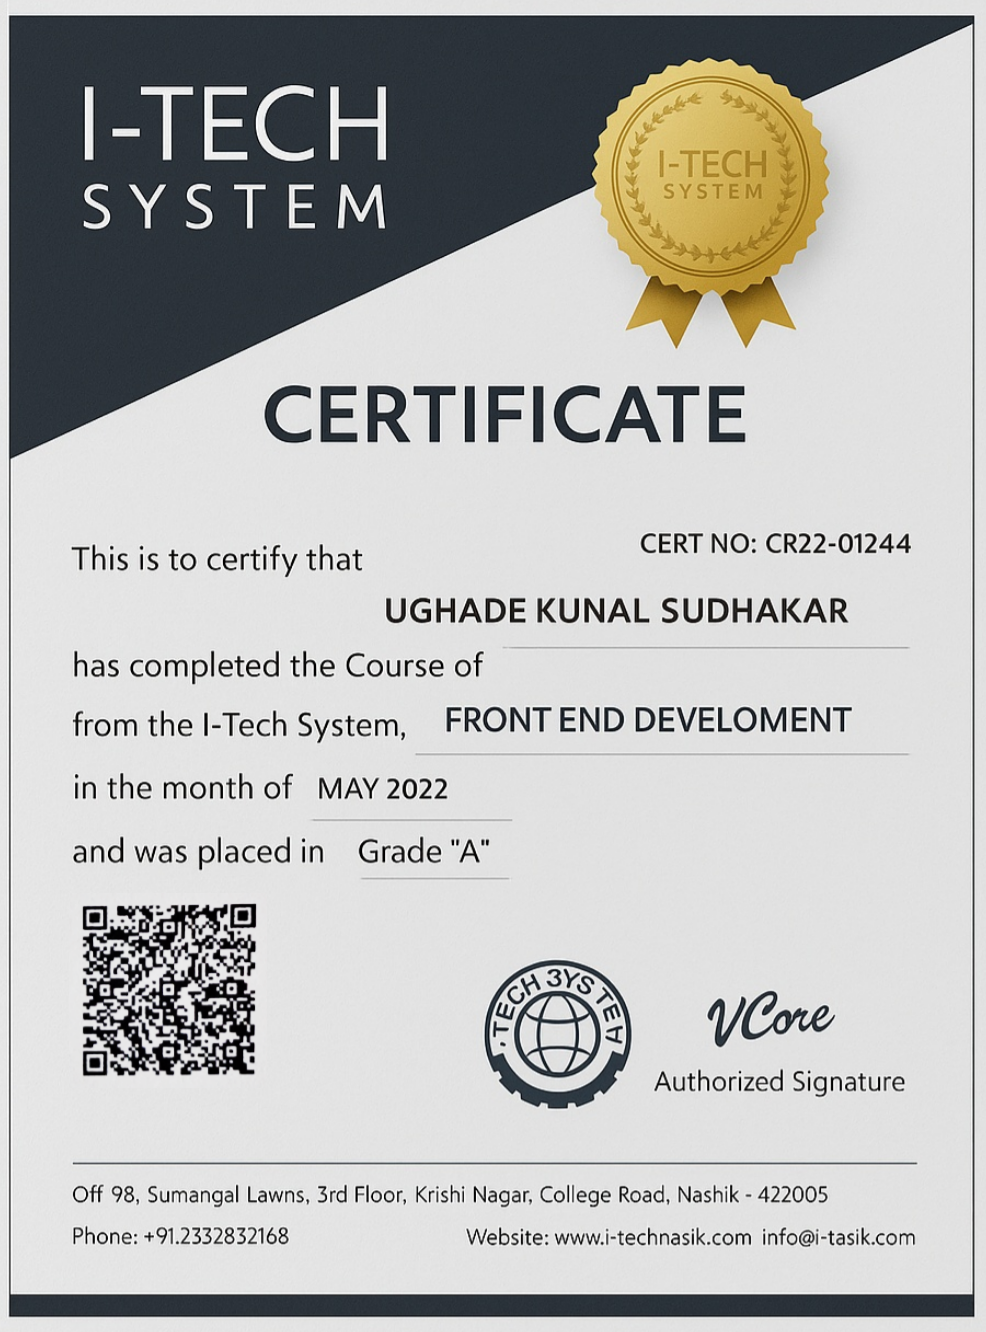 I-TECH
SYSTEM
I-TECH
SYSTEM
CERTIFICATE
CERT NO: CR22-01244
This is to certify that
UGHADE KUNAL SUDHAKAR
has completed the Course of
from the I-Tech System, FRONT END DEVELOMENT
in the month of MAY 2022
and was placed in Grade "A"
TECH 3YSTEH
VCore
Authorized Signature
Off 98, Sumangal Lawns, 3rd Floor, Krishi Nagar, College Road, Nashik - 422005
Phone: +91.2332832168 Website: www.i-technasik.com info@i-tasik.com